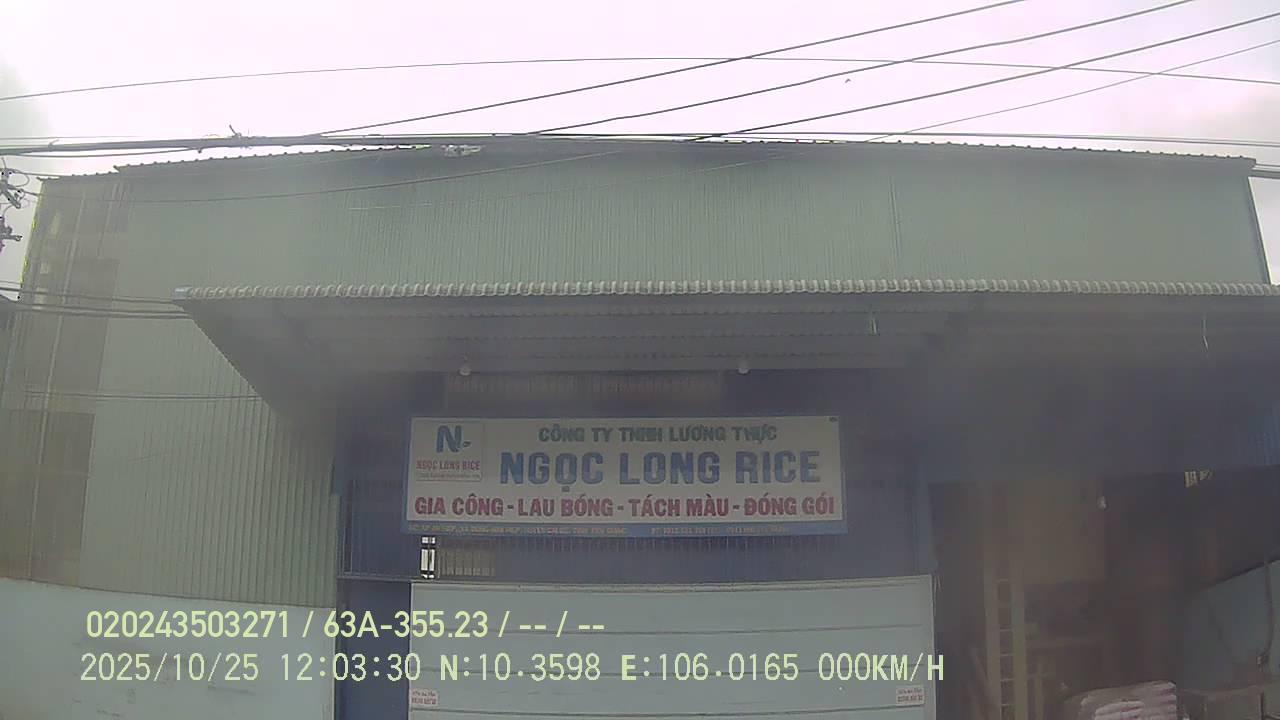 CÔNG TY TNHH LƯƠNG THỰC
N
NGỌC LONG RICE
NGỌC LONG RICE
GIA CÔNG - LAU BÓNG - TÁCH MÀU - ĐÓNG GÓI
020243503271 / 63A-355.23 / -- / --
2025/10/25 12:03:30 N:10.3598 E:106.0165 000KM/H